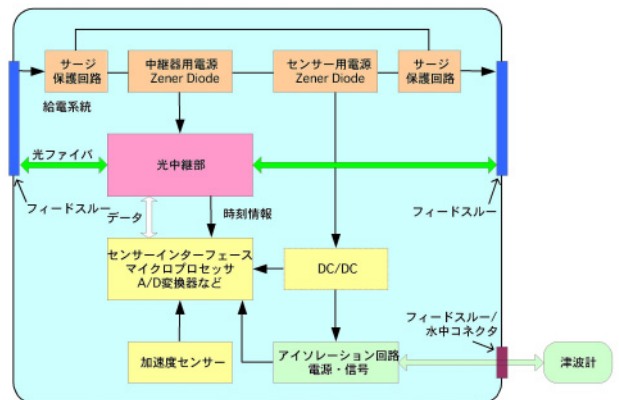 サージ
保護回路
中継器用電源
Zener Diode
センサー用電源
Zener Diode
サージ
保護回路
給電系統
光ファイバ
光中継部
フィードスルー
データ
時刻情報
フィードスルー
センサーインターフェース
マイクロプロセッサ
A/D変換器など
DC/DC
フィードスルー/
水中コネクタ
加速度センサー
アイソレーション回路
電源・信号
津波計